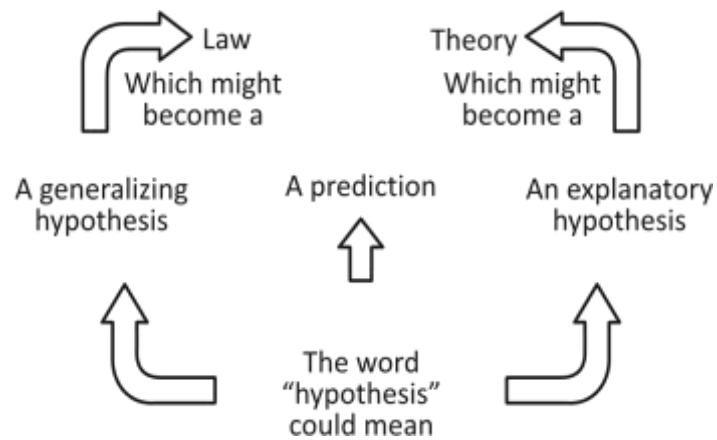 Law
Theory
Which might
become a
Which might
become a
A generalizing
hypothesis
A prediction
An explanatory
hypothesis
The word
“hypothesis”
could mean